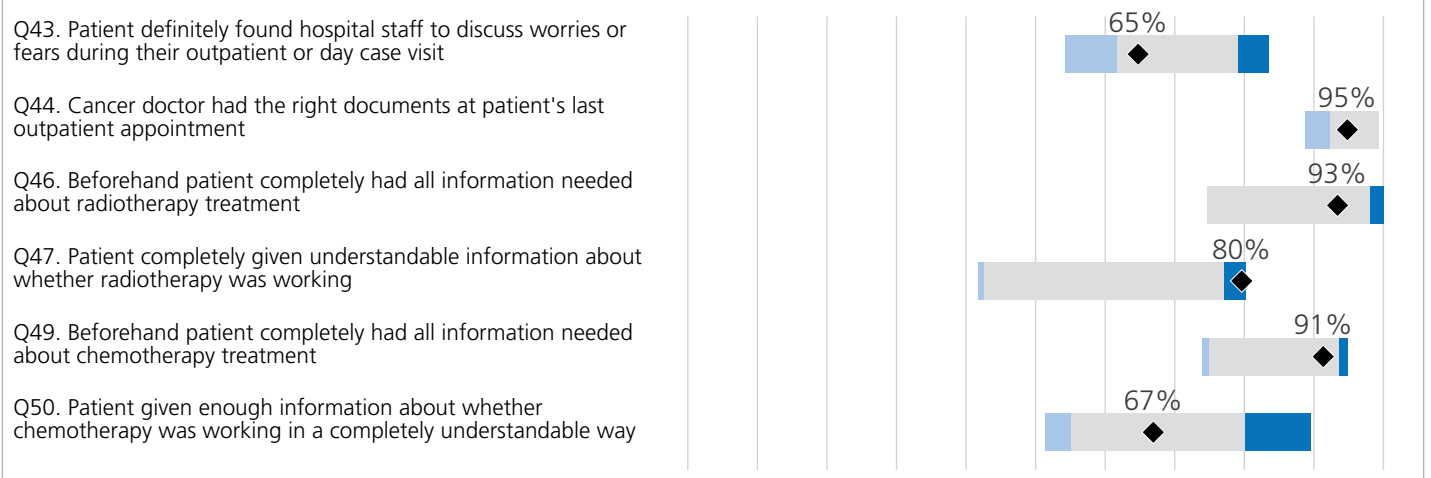 Q43. Patient definitely found hospital staff to discuss worries or
fears during their outpatient or day case visit
65%
Q44. Cancer doctor had the right documents at patient's last
outpatient appointment
95%
Q46. Beforehand patient completely had all information needed
about radiotherapy treatment
93%
Q47. Patient completely given understandable information about
whether radiotherapy was working
80%
Q49. Beforehand patient completely had all information needed
about chemotherapy treatment
91%
Q50. Patient given enough information about whether
chemotherapy was working in a completely understandable way
67%